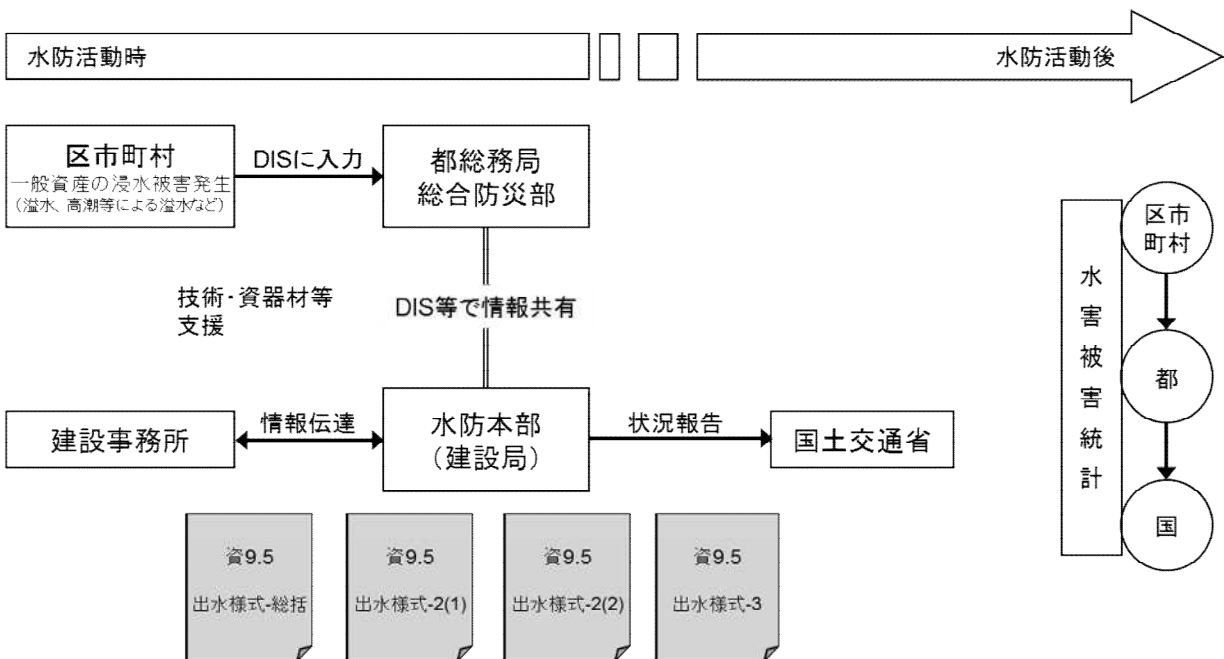 水防活動時
水防活動後
区市町村
一般資産の浸水被害発生
(溢水、高潮等による溢水など)
DISに入力
都総務局
総合防災部
技術･資器材等
支援
DIS等で情報共有
建設事務所
情報伝達
水防本部
(建設局)
状況報告
国土交通省
資9.5
出水様式-総括
資9.5
出水様式-2(1)
資9.5
出水様式-2(2)
資9.5
出水様式-3
水害被害統計
区市
町村
都
国